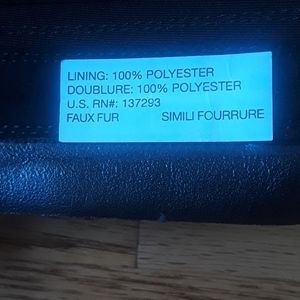 LINING: 100% POLYESTER
DOUBLURE: 100% POLYESTER
U.S. RN#: 137293
FAUX FUR SIMILI FOURRURE